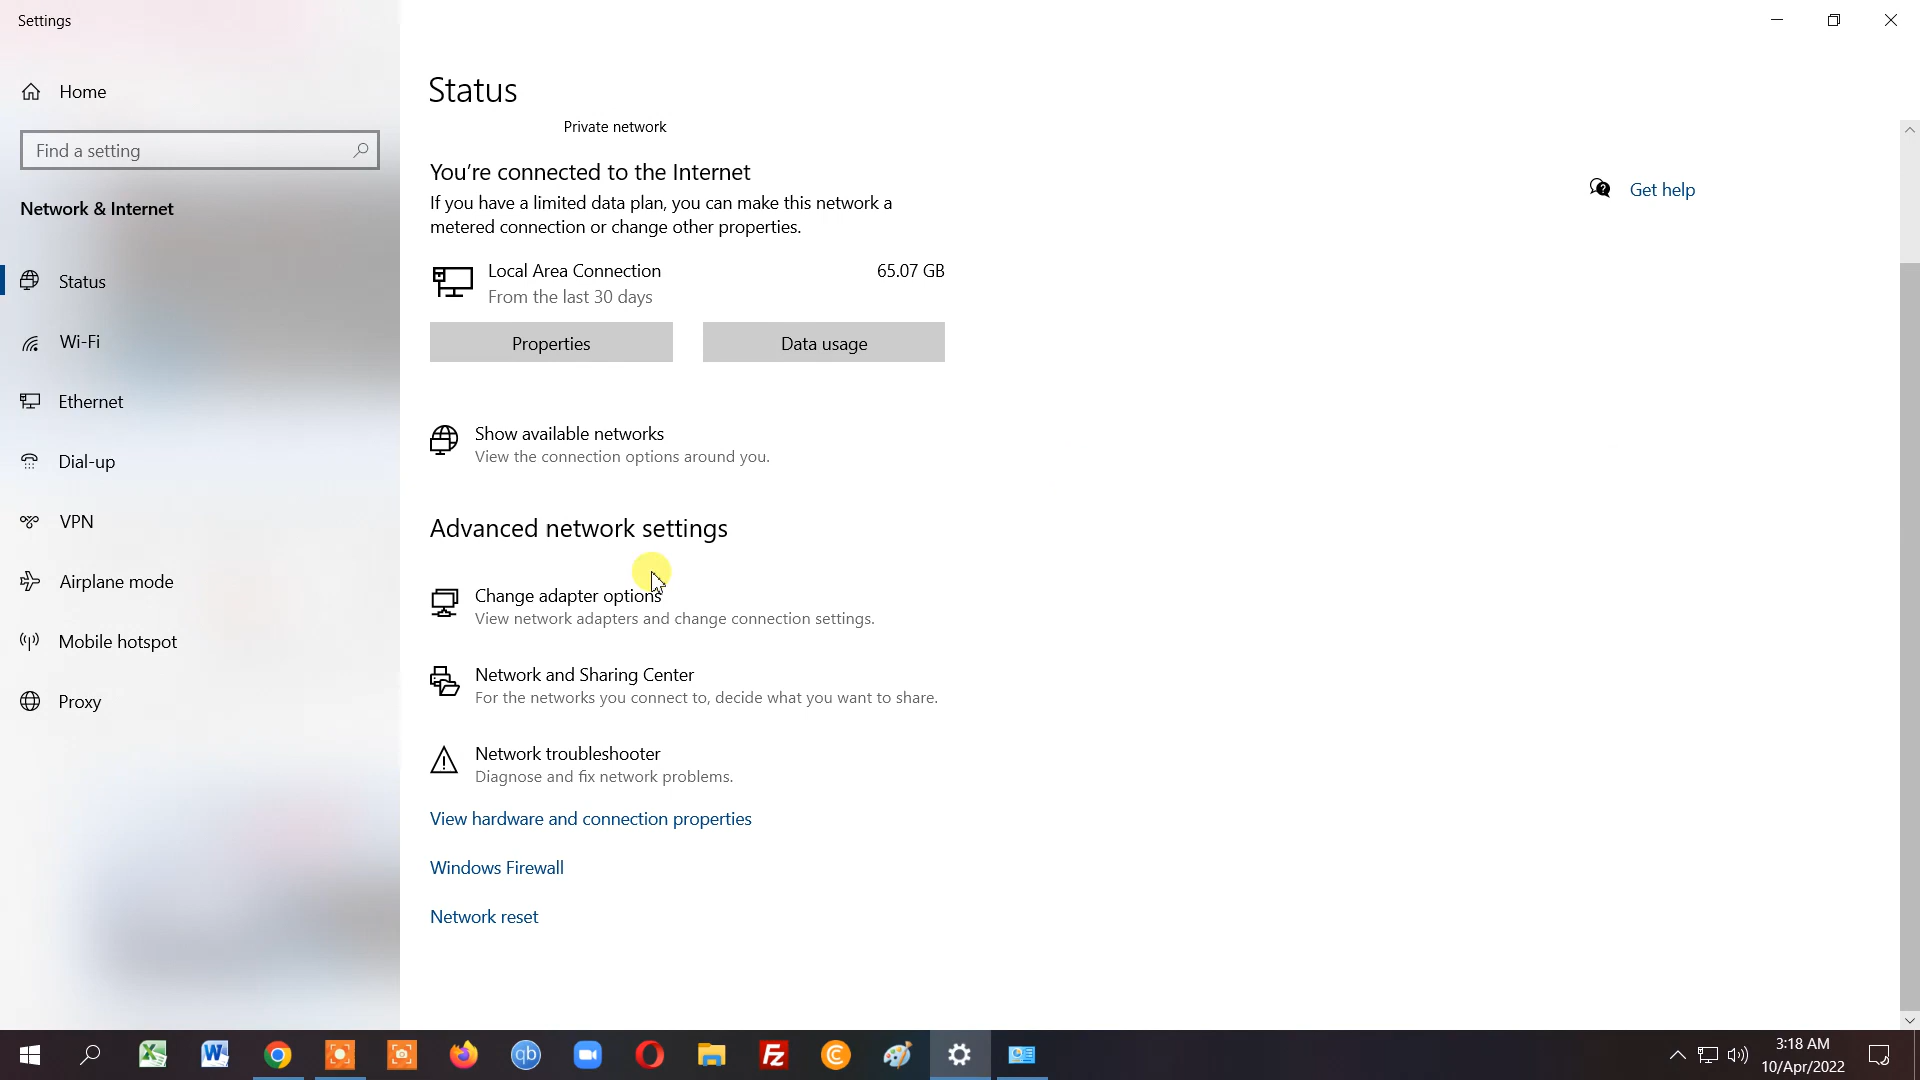 Settings
Home
Find a setting
Network & Internet
Status
Wi-Fi
Ethernet
Dial-up
VPN
Airplane mode
Mobile hotspot
Proxy
Status
Private network
You're connected to the Internet
If you have a limited data plan, you can make this network a
metered connection or change other properties.
Local Area Connection 65.07 GB
From the last 30 days
Properties Data usage
Show available networks
View the connection options around you.
Advanced network settings
Change adapter options
View network adapters and change connection settings.
Network and Sharing Center
For the networks you connect to, decide what you want to share.
Network troubleshooter
Diagnose and fix network problems.
View hardware and connection properties
Windows Firewall
Network reset
Get help
qb
Fz
3:18 AM
10/Apr/2022